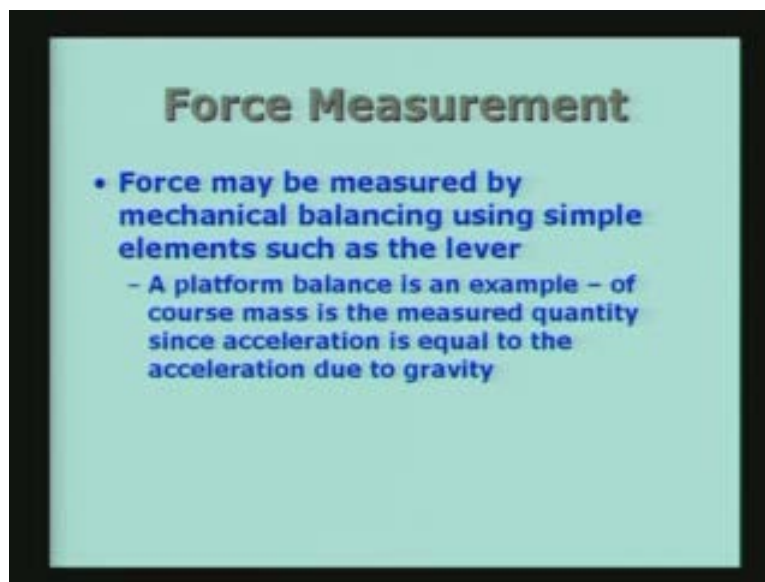 Force Measurement
• Force may be measured by
mechanical balancing using simple
elements such as the lever
– A platform balance is an example – of
course mass is the measured quantity
since acceleration is equal to the
acceleration due to gravity